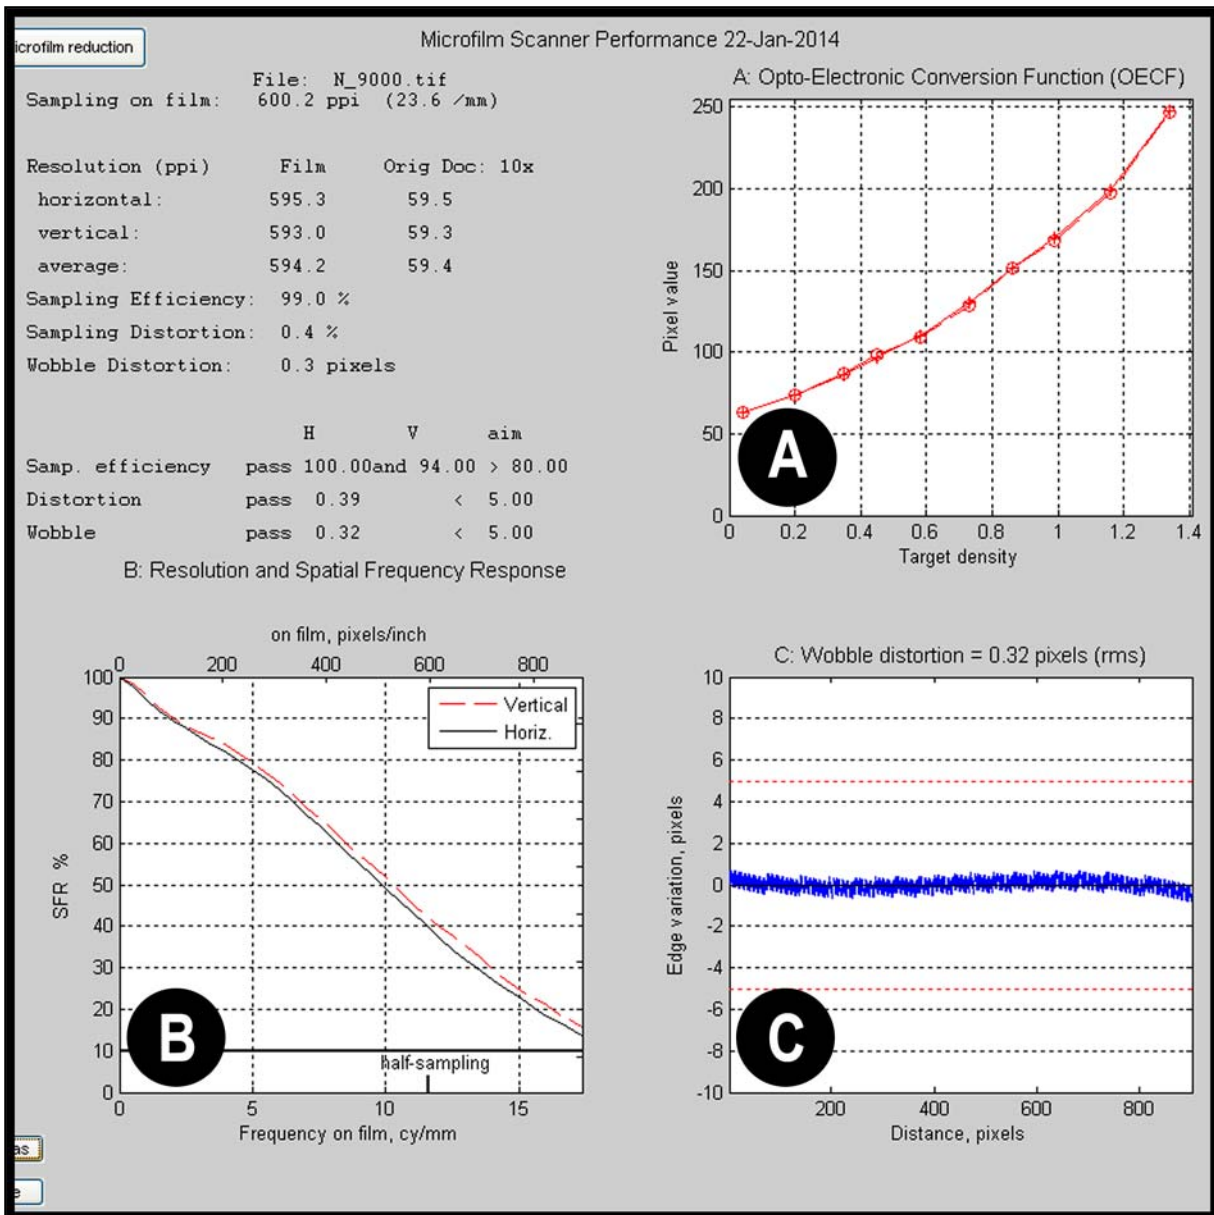 icrofilm reduction
Microfilm Scanner Performance 22-Jan-2014
File: N_9000.tif
Sampling on film: 600.2 ppi (23.6 /mm)
Resolution (ppi) Film Orig Doc: 10x
horizontal: 595.3 59.5
vertical: 593.0 59.3
average: 594.2 59.4
Sampling Efficiency: 99.0 %
Sampling Distortion: 0.4 %
Wobble Distortion: 0.3 pixels
H V aim
Samp. efficiency pass 100.00and 94.00 > 80.00
Distortion pass 0.39 < 5.00
Wobble pass 0.32 < 5.00
A: Opto-Electronic Conversion Function (OECF)
250
200
150
100
50
0
Pixel value
A
0 0.2 0.4 0.6 0.8 1 1.2 1.4
Target density
B: Resolution and Spatial Frequency Response
on film, pixels/inch
0 200 400 600 800
100
90
80
70
60
50
40
30
20
10
0
SFR %
Vertical
Horiz.
B
half-sampling
0 5 10 15
Frequency on film, cy/mm
C: Wobble distortion = 0.32 pixels (rms)
10
8
6
4
2
0
-2
-4
-6
-8
-10
Edge variation, pixels
C
200 400 600 800
Distance, pixels
as
e